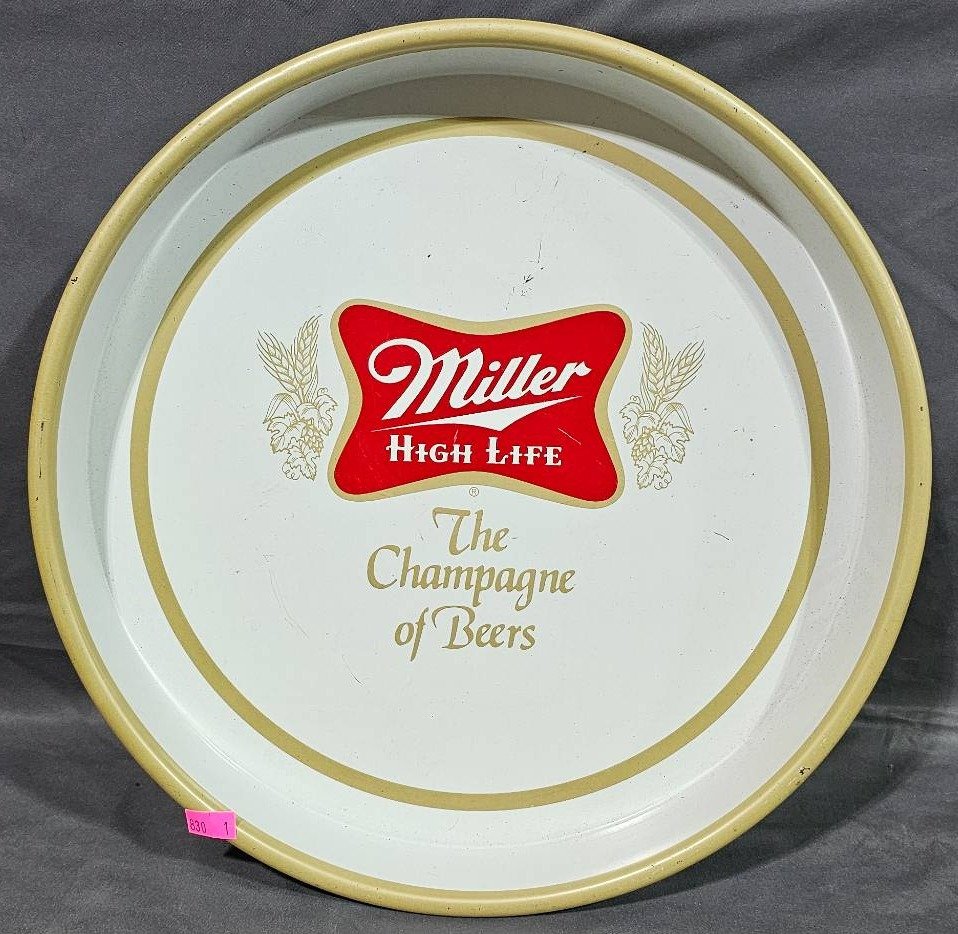 Miller
HIGH LIFE
®
The
Champagne
of Beers
830 1